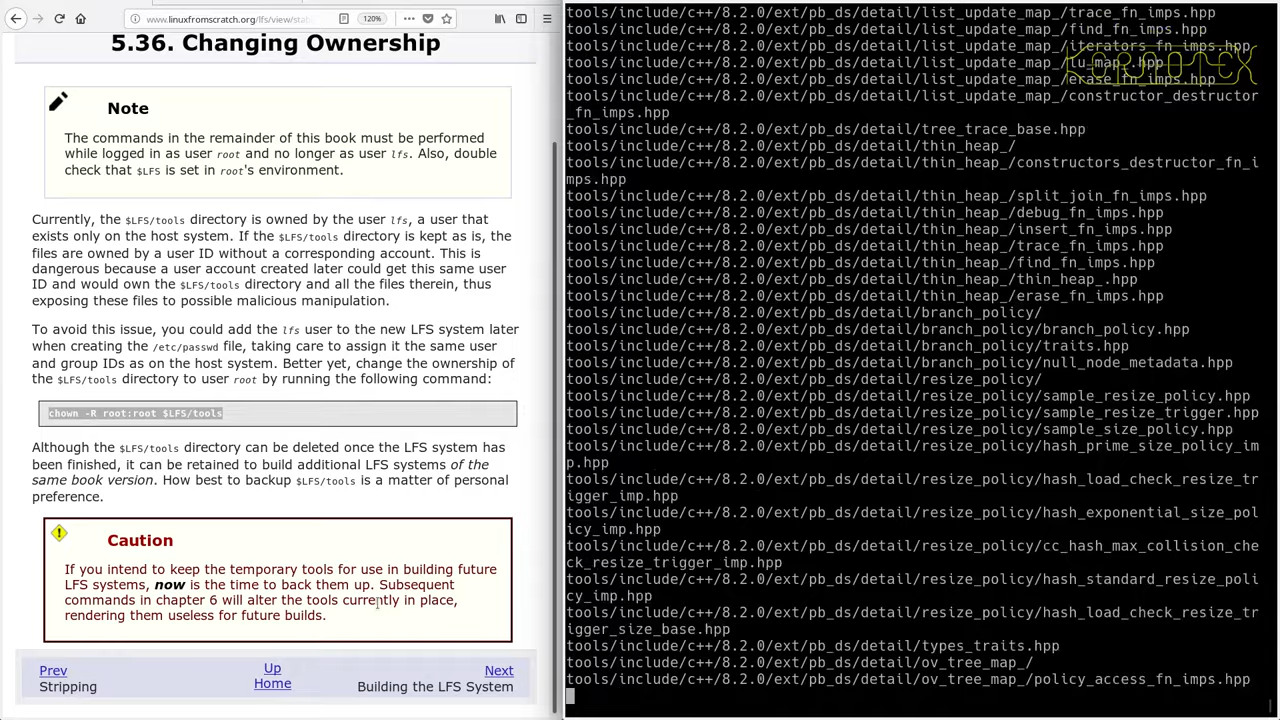 www.linuxfromscratch.org/lfs/view/stab
120%
5.36. Changing Ownership
Note
The commands in the remainder of this book must be performed
while logged in as user root and no longer as user lfs. Also, double
check that $LFS is set in root's environment.
Currently, the $LFS/tools directory is owned by the user lfs, a user that
exists only on the host system. If the $LFS/tools directory is kept as is, the
files are owned by a user ID without a corresponding account. This is
dangerous because a user account created later could get this same user
ID and would own the $LFS/tools directory and all the files therein, thus
exposing these files to possible malicious manipulation.
To avoid this issue, you could add the lfs user to the new LFS system later
when creating the /etc/passwd file, taking care to assign it the same user
and group IDs as on the host system. Better yet, change the ownership of
the $LFS/tools directory to user root by running the following command:
chown -R root:root $LFS/tools
Although the $LFS/tools directory can be deleted once the LFS system has
been finished, it can be retained to build additional LFS systems of the
same book version. How best to backup $LFS/tools is a matter of personal
preference.
Caution
If you intend to keep the temporary tools for use in building future
LFS systems, now is the time to back them up. Subsequent
commands in chapter 6 will alter the tools currently in place,
rendering them useless for future builds.
Prev
Up
Next
Stripping
Home
Building the LFS System
tools/include/c++/8.2.0/ext/pb_ds/detail/list_update_map_/trace_fn_imps.hpp
tools/include/c++/8.2.0/ext/pb_ds/detail/list_update_map_/find_fn_imps.hpp
tools/include/c++/8.2.0/ext/pb_ds/detail/list_update_map_/iterators_fn_imps.hpp
tools/include/c++/8.2.0/ext/pb_ds/detail/list_update_map_/
tools/include/c++/8.2.0/ext/pb_ds/detail/list_update_map_/erase_fn_imps.hpp
tools/include/c++/8.2.0/ext/pb_ds/detail/list_update_map_/constructor_destructor
_fn_imps.hpp
tools/include/c++/8.2.0/ext/pb_ds/detail/tree_trace_base.hpp
tools/include/c++/8.2.0/ext/pb_ds/detail/thin_heap_/
tools/include/c++/8.2.0/ext/pb_ds/detail/thin_heap_/constructors_destructor_fn_i
mps.hpp
tools/include/c++/8.2.0/ext/pb_ds/detail/thin_heap_/split_join_fn_imps.hpp
tools/include/c++/8.2.0/ext/pb_ds/detail/thin_heap_/debug_fn_imps.hpp
tools/include/c++/8.2.0/ext/pb_ds/detail/thin_heap_/insert_fn_imps.hpp
tools/include/c++/8.2.0/ext/pb_ds/detail/thin_heap_/trace_fn_imps.hpp
tools/include/c++/8.2.0/ext/pb_ds/detail/thin_heap_/find_fn_imps.hpp
tools/include/c++/8.2.0/ext/pb_ds/detail/thin_heap_/thin_heap_.hpp
tools/include/c++/8.2.0/ext/pb_ds/detail/thin_heap_/erase_fn_imps.hpp
tools/include/c++/8.2.0/ext/pb_ds/detail/branch_policy/
tools/include/c++/8.2.0/ext/pb_ds/detail/branch_policy/branch_policy.hpp
tools/include/c++/8.2.0/ext/pb_ds/detail/branch_policy/traits.hpp
tools/include/c++/8.2.0/ext/pb_ds/detail/branch_policy/null_node_metadata.hpp
tools/include/c++/8.2.0/ext/pb_ds/detail/resize_policy/
tools/include/c++/8.2.0/ext/pb_ds/detail/resize_policy/sample_resize_policy.hpp
tools/include/c++/8.2.0/ext/pb_ds/detail/resize_policy/sample_resize_trigger.hpp
tools/include/c++/8.2.0/ext/pb_ds/detail/resize_policy/sample_size_policy.hpp
tools/include/c++/8.2.0/ext/pb_ds/detail/resize_policy/hash_prime_size_policy_im
p.hpp
tools/include/c++/8.2.0/ext/pb_ds/detail/resize_policy/hash_load_check_resize_tr
igger_imp.hpp
tools/include/c++/8.2.0/ext/pb_ds/detail/resize_policy/hash_exponential_size_pol
icy_imp.hpp
tools/include/c++/8.2.0/ext/pb_ds/detail/resize_policy/cc_hash_max_collision_che
ck_resize_trigger_imp.hpp
tools/include/c++/8.2.0/ext/pb_ds/detail/resize_policy/hash_standard_resize_poli
cy_imp.hpp
tools/include/c++/8.2.0/ext/pb_ds/detail/resize_policy/hash_load_check_resize_tr
igger_size_base.hpp
tools/include/c++/8.2.0/ext/pb_ds/detail/types_traits.hpp
tools/include/c++/8.2.0/ext/pb_ds/detail/ov_tree_map_/
tools/include/c++/8.2.0/ext/pb_ds/detail/ov_tree_map_/policy_access_fn_imps.hpp